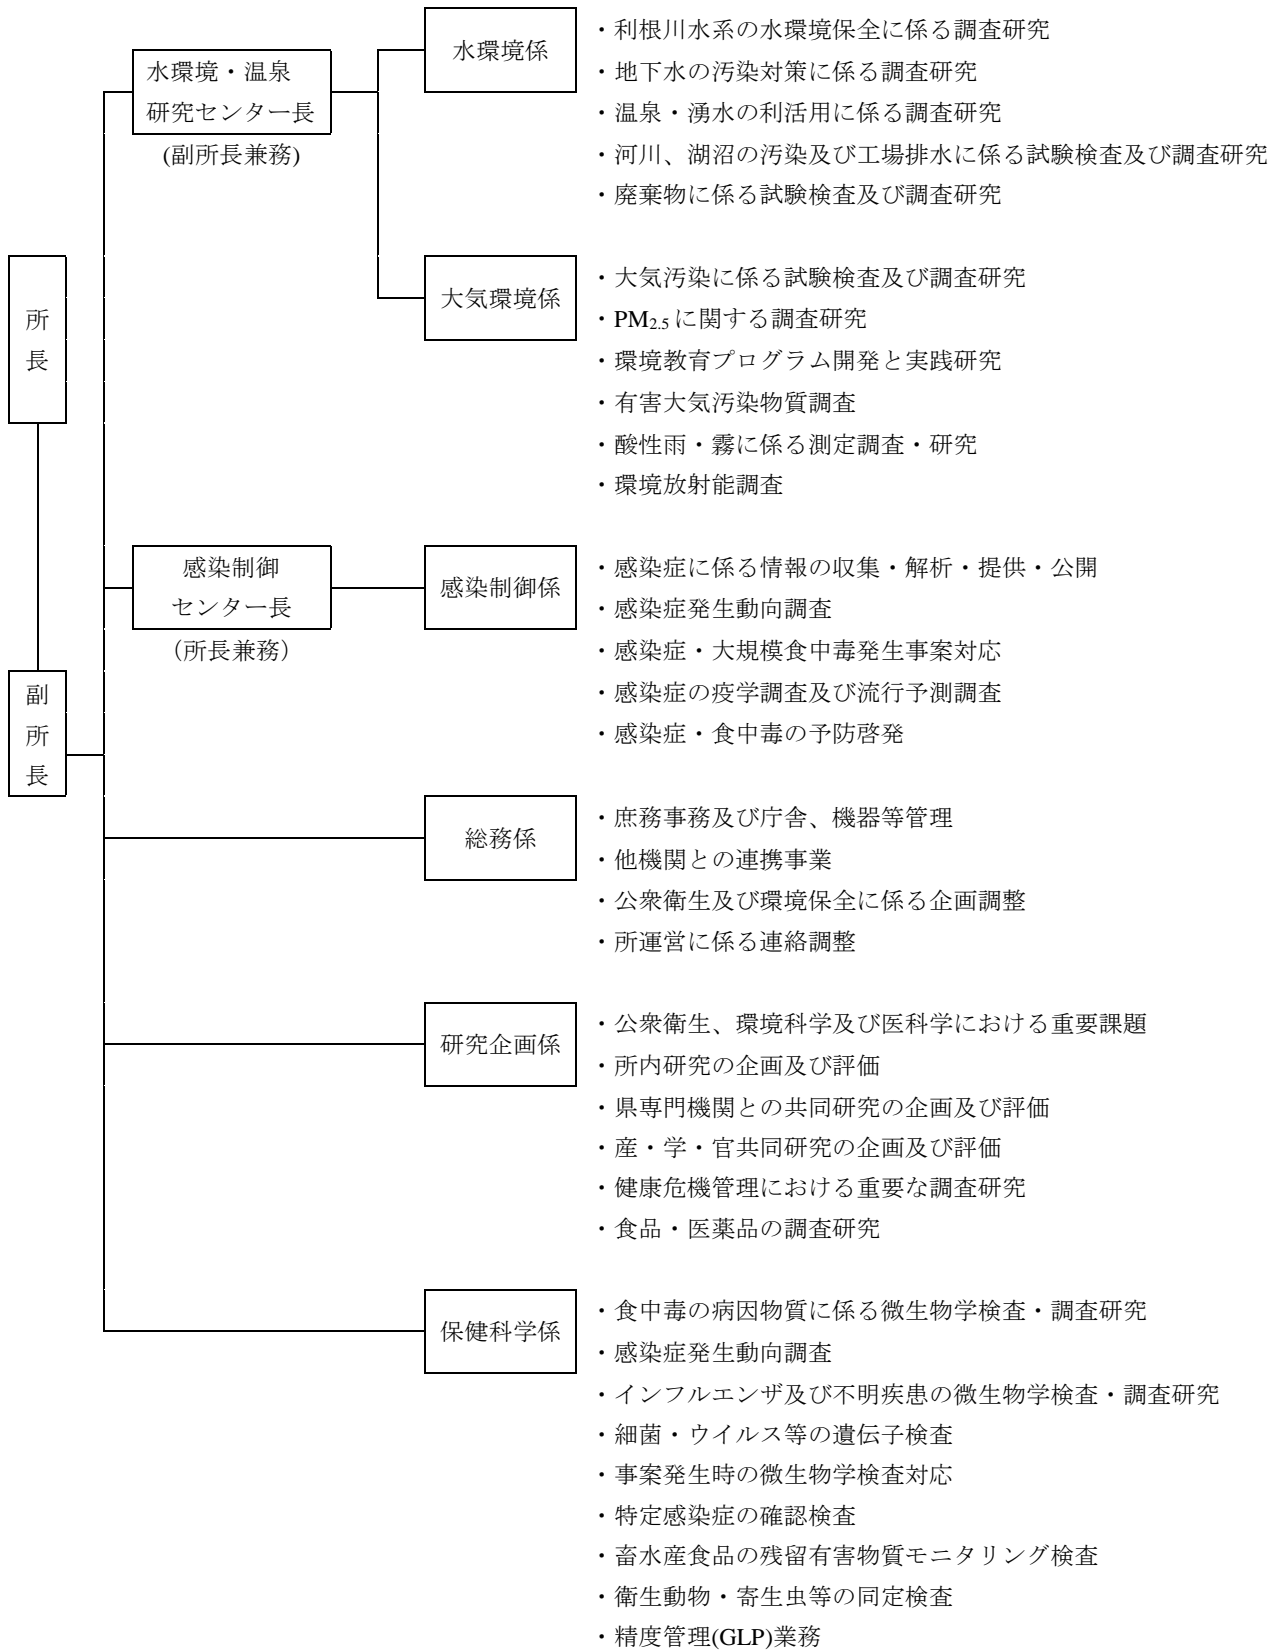 所
長
副
所
長
水環境・温泉
研究センター長
(副所長兼務)
水環境係
・利根川水系の水環境保全に係る調査研究
・地下水の汚染対策に係る調査研究
・温泉・湧水の利活用に係る調査研究
・河川、湖沼の汚染及び工場排水に係る試験検査及び調査研究
・廃棄物に係る試験検査及び調査研究
大気環境係
・大気汚染に係る試験検査及び調査研究
・PM2.5に関する調査研究
・環境教育プログラム開発と実践研究
・有害大気汚染物質調査
・酸性雨・霧に係る測定調査・研究
・環境放射能調査
感染制御
センター長
（所長兼務）
感染制御係
・感染症に係る情報の収集・解析・提供・公開
・感染症発生動向調査
・感染症・大規模食中毒発生事案対応
・感染症の疫学調査及び流行予測調査
・感染症・食中毒の予防啓発
総務係
・庶務事務及び庁舎、機器等管理
・他機関との連携事業
・公衆衛生及び環境保全に係る企画調整
・所運営に係る連絡調整
研究企画係
・公衆衛生、環境科学及び医科学における重要課題
・所内研究の企画及び評価
・県専門機関との共同研究の企画及び評価
・産・学・官共同研究の企画及び評価
・健康危機管理における重要な調査研究
・食品・医薬品の調査研究
保健科学係
・食中毒の病因物質に係る微生物学検査・調査研究
・感染症発生動向調査
・インフルエンザ及び不明疾患の微生物学検査・調査研究
・細菌・ウイルス等の遺伝子検査
・事案発生時の微生物学検査対応
・特定感染症の確認検査
・畜水産食品の残留有害物質モニタリング検査
・衛生動物・寄生虫等の同定検査
・精度管理(GLP)業務